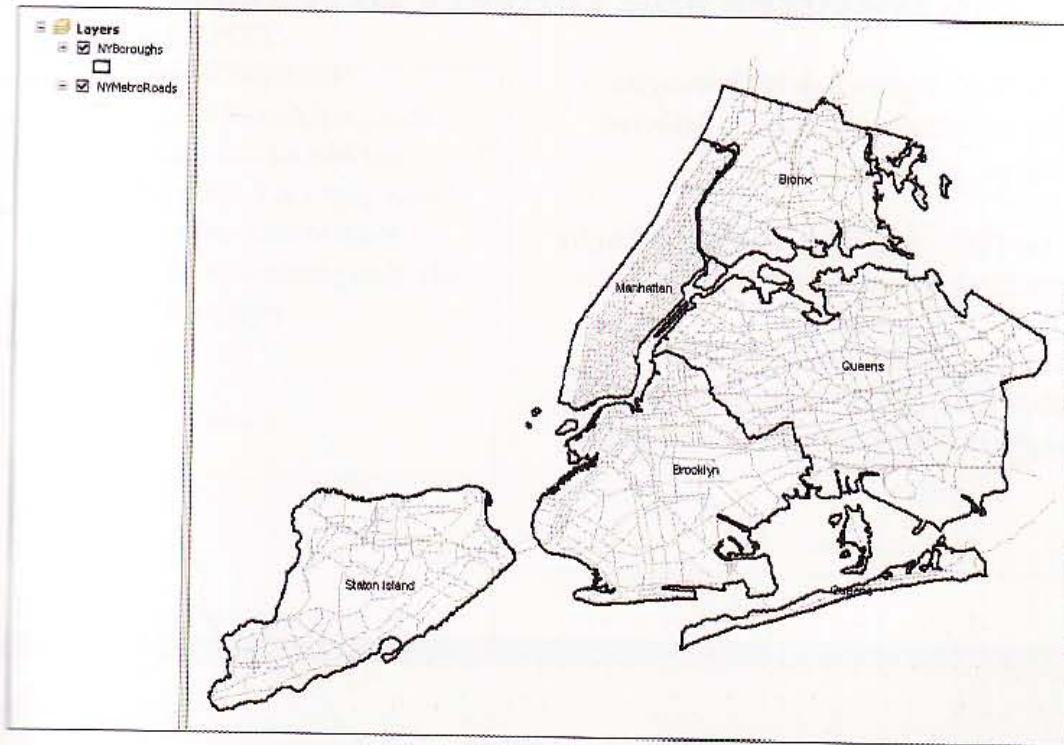 Layers
NYBoroughs
NYMetroRoads
Bronx
Manhattan
Queens
Brooklyn
Staton Island
Queens